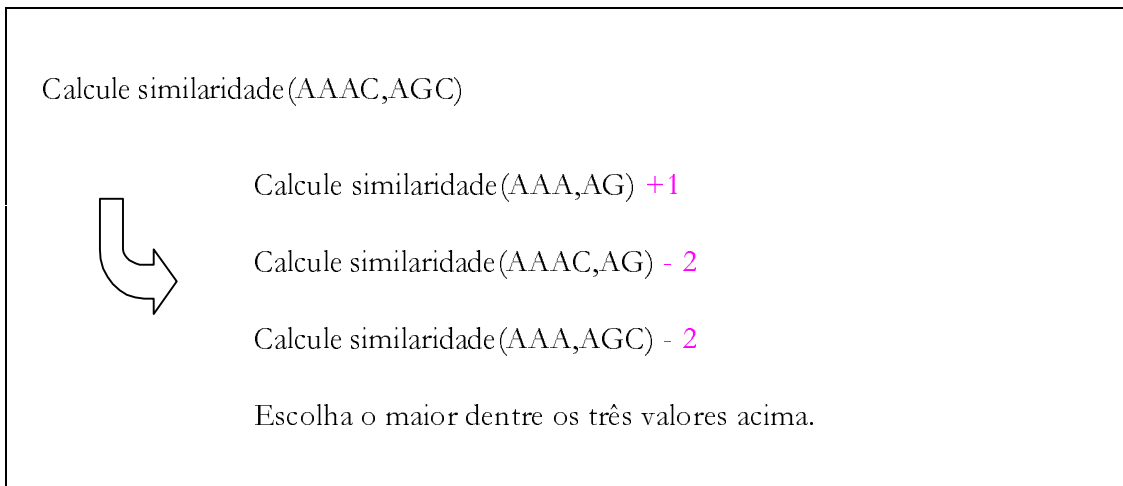 Calcule similaridade(AAAC,AGC)
Calcule similaridade(AAA,AG) +1
Calcule similaridade(AAAC,AG) - 2
Calcule similaridade(AAA,AGC) - 2
Escolha o maior dentre os três valores acima.